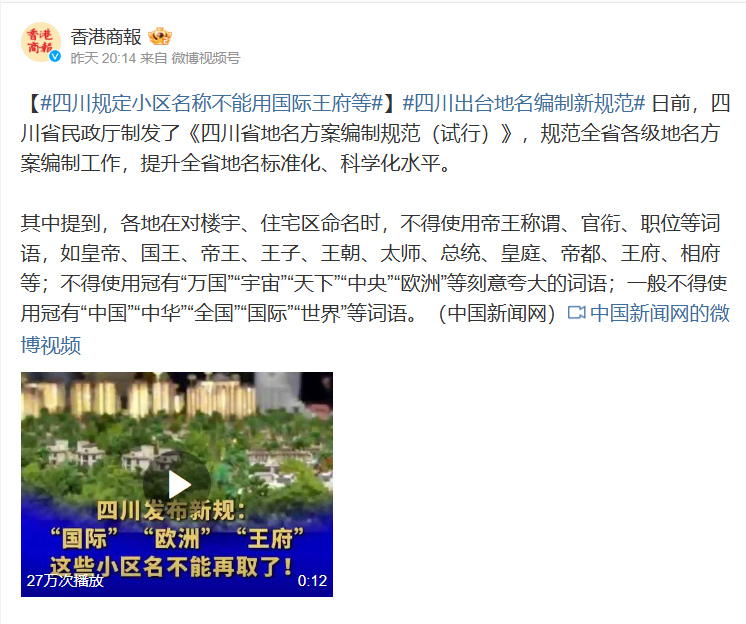 香港
商報
香港商報
昨天 20:14 来自 微博视频号
【#四川规定小区名称不能用国际王府等#】#四川出台地名编制新规范# 日前，四
川省民政厅制发了《四川省地名方案编制规范（试行）》，规范全省各级地名方
案编制工作，提升全省地名标准化、科学化水平。
其中提到，各地在对楼宇、住宅区命名时，不得使用帝王称谓、官衔、职位等词
语，如皇帝、国王、帝王、王子、王朝、太师、总统、皇庭、帝都、王府、相府
等；不得使用冠有“万国”“宇宙”“天下”“中央”“欧洲”等刻意夸大的词语；一般不得使
用冠有“中国”“中华”“全国”“国际”“世界”等词语。（中国新闻网）中国新闻网的微
博视频
四川发布新规：
“国际” “欧洲” “王府”
这些小区名不能再取了！
27万次播放 0:12